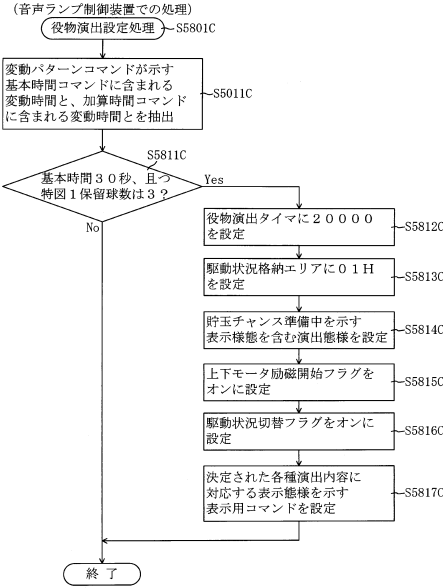 (音声ランプ制御装置での処理)
役物演出設定処理
S5801C
変動パターンコマンドが示す
基本時間コマンドに含まれる
変動時間と、加算時間コマンド
に含まれる変動時間とを抽出
S5011C
S5811C
基本時間30秒、且つ
特図1保留球数は3?
Yes
No
役物演出タイマに20000
を設定
S5812C
駆動状況格納エリアに01H
を設定
S5813C
貯玉チャンス準備中を示す
表示様態を含む演出態様を設定
S5814C
上下モータ励磁開始フラグを
オンに設定
S5815C
駆動状況切替フラグをオンに
設定
S5816C
決定された各種演出内容に
対応する表示態様を示す
表示用コマンドを設定
S5817C
終了